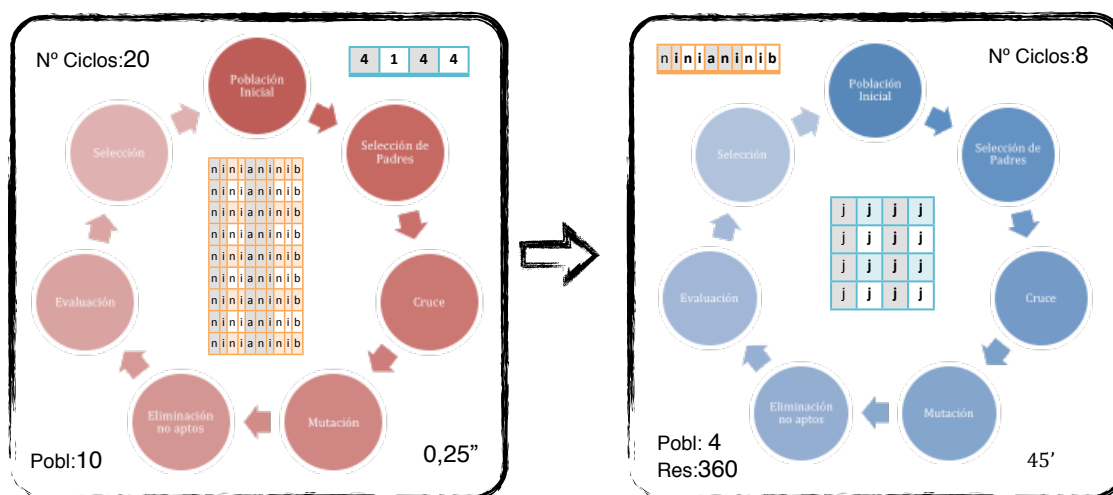 Nº Ciclos:20
4 1 4 4
Población
Inicial
Selección de
Padres
Cruce
Mutación
Eliminación
no aptos
Evaluación
Selección
n i n i a n i n i b
n i n i a n i n i b
n i n i a n i n i b
n i n i a n i n i b
n i n i a n i n i b
n i n i a n i n i b
n i n i a n i n i b
n i n i a n i n i b
n i n i a n i n i b
Pobl:10
0,25”
n i n i a n i n i b
Nº Ciclos:8
Población
Inicial
Selección de
Padres
Cruce
Mutación
Eliminación
no aptos
Evaluación
Selección
j j j j
j j j j
j j j j
j j j j
Pobl: 4
Res:360
45’